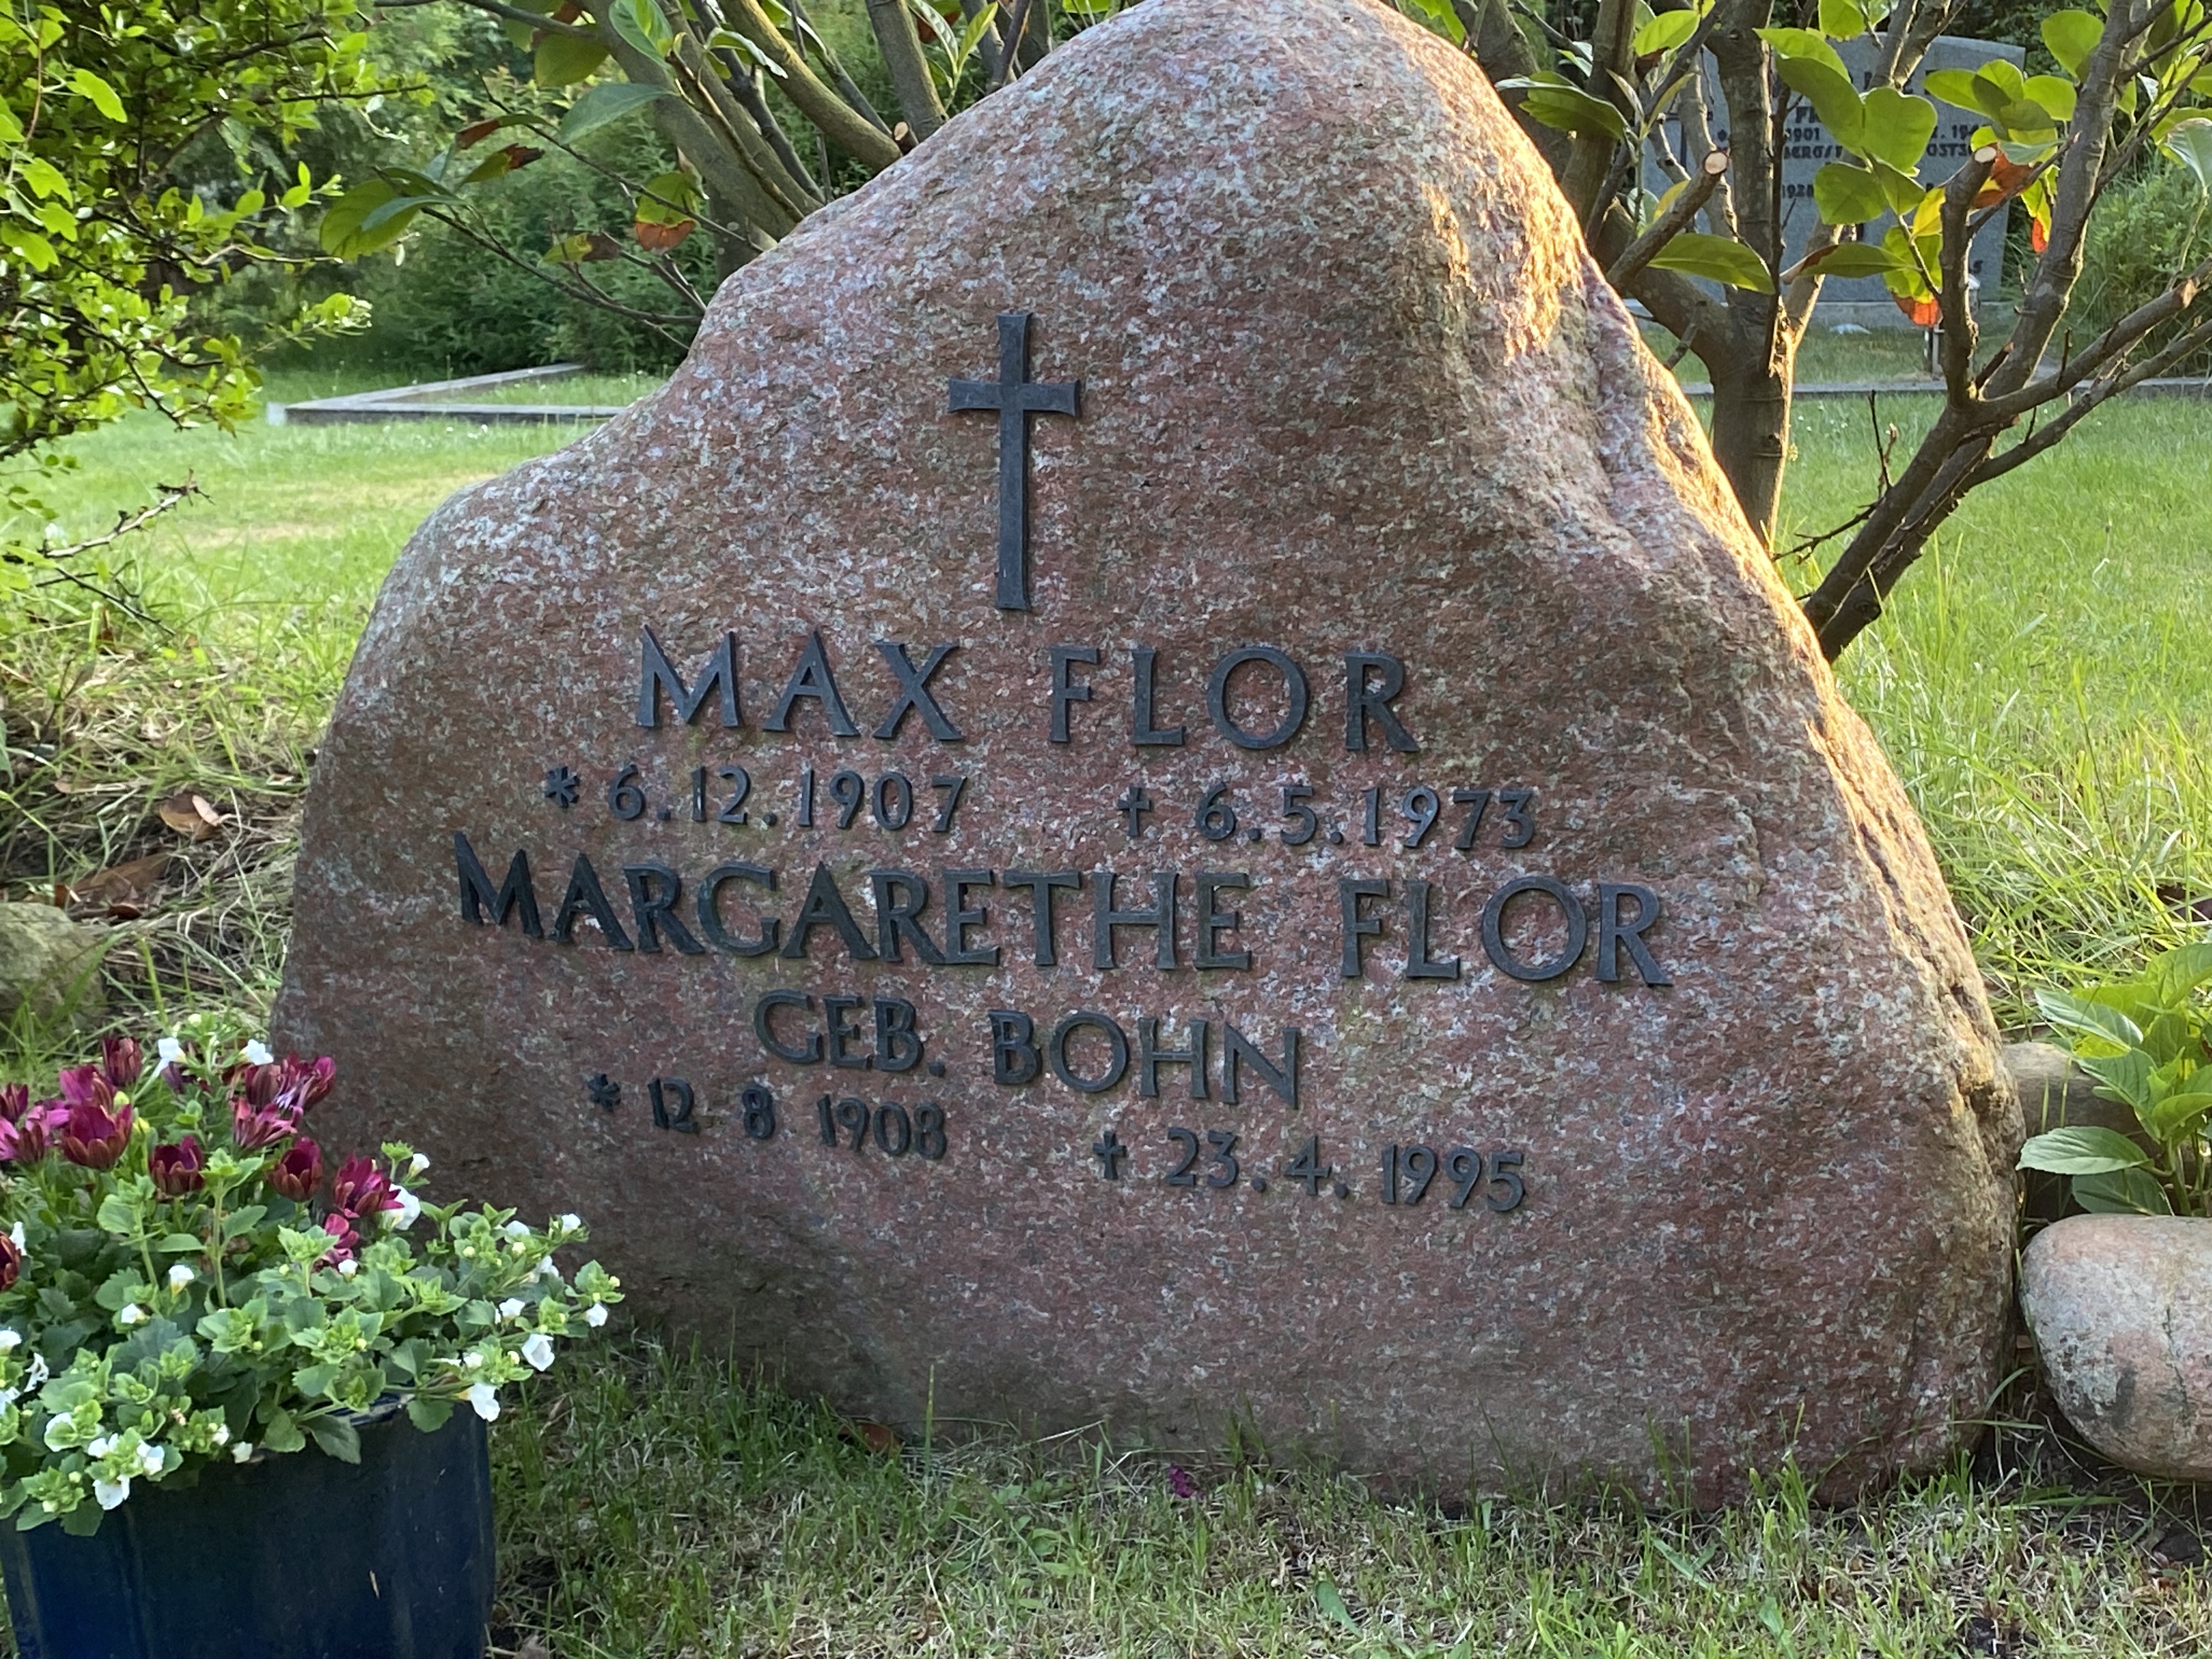 MAX FLOR
* 6.12.1907 † 6.5.1973
MARGARETHE FLOR
GEB. BOHN
* 12 8 1908 † 23.4.1995